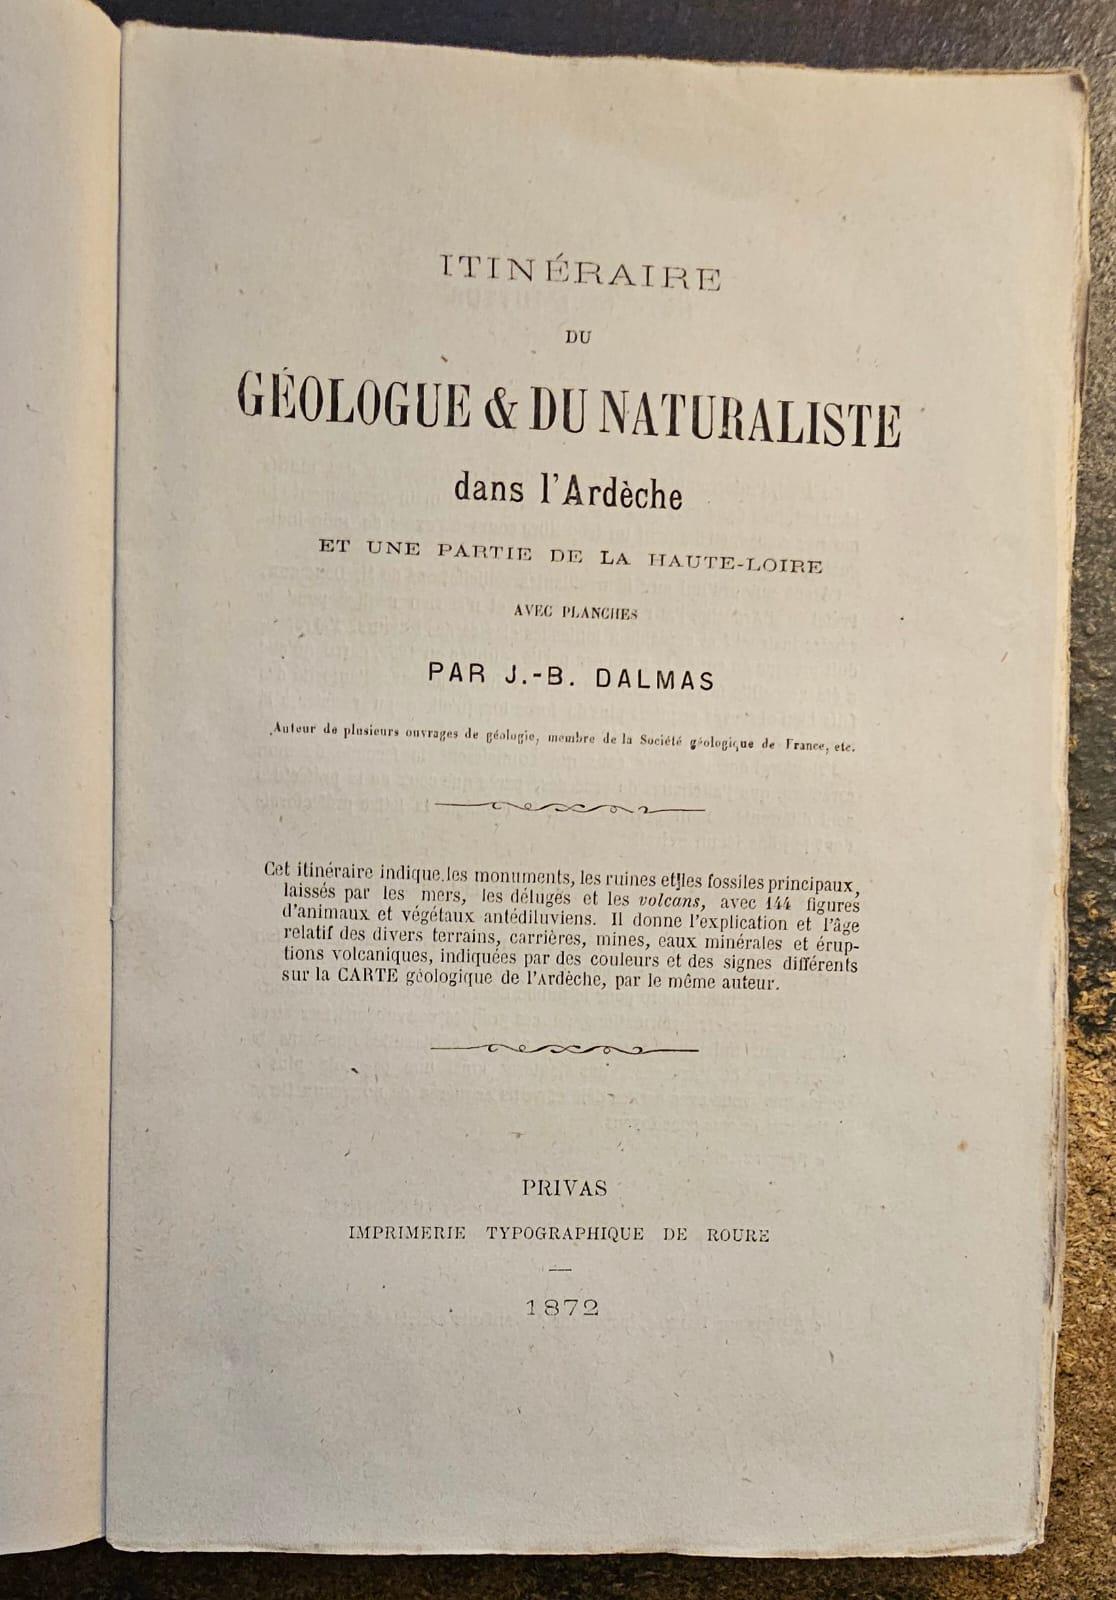 ITINÉRAIRE
DU
GÉOLOGUE & DU NATURALISTE
dans l'Ardèche
ET UNE PARTIE DE LA HAUTE-LOIRE
AVEC PLANCHES
PAR J.-B. DALMAS
Auteur de plusieurs ouvrages de géologie, membre de la Société géologique de France, etc.
Cet itinéraire indique les monuments, les ruines et les fossiles principaux,
laissés par les mers, les déluges et les volcans, avec 144 figures
d'animaux et végétaux antédiluviens. Il donne l'explication et l'âge
relatif des divers terrains, carrières, mines, eaux minérales et érup-
tions volcaniques, indiquées par des couleurs et des signes différents
sur la CARTE géologique de l'Ardèche, par le même auteur.
PRIVAS
IMPRIMERIE TYPOGRAPHIQUE DE ROURE
1872